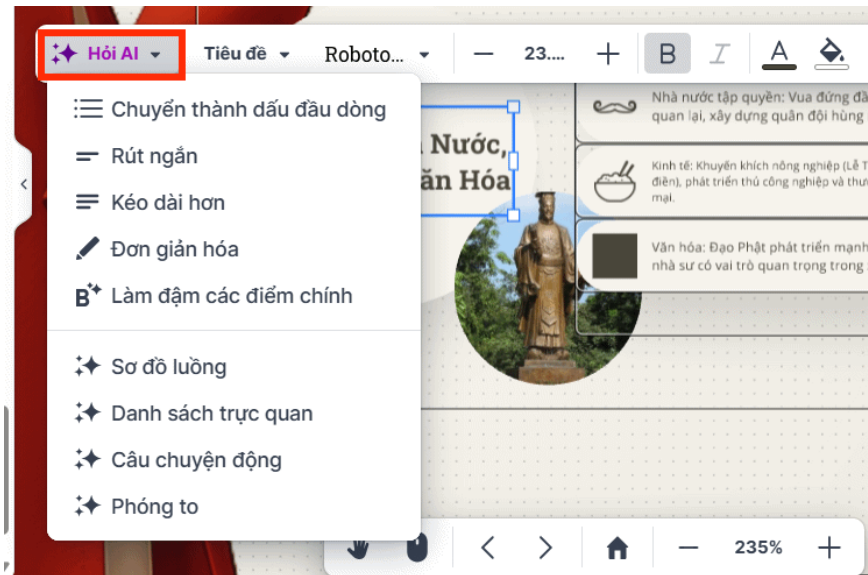 Hỏi AI
Tiêu đề
Roboto...
23....
B
I
A
Chuyển thành dấu đầu dòng
Rút ngắn
Kéo dài hơn
Đơn giản hóa
B Làm đậm các điểm chính
Sơ đồ luồng
Danh sách trực quan
Câu chuyện động
Phóng to
Nước,
ăn Hóa
Nhà nước tập quyền: Vua đứng đầ
quan lại, xây dựng quân đội hùng
Kinh tế: Khuyến khích nông nghiệp (Lễ T
điền), phát triển thủ công nghiệp và thư
mại.
Văn hóa: Đạo Phật phát triển mạnh
nhà sư có vai trò quan trọng trong
235%